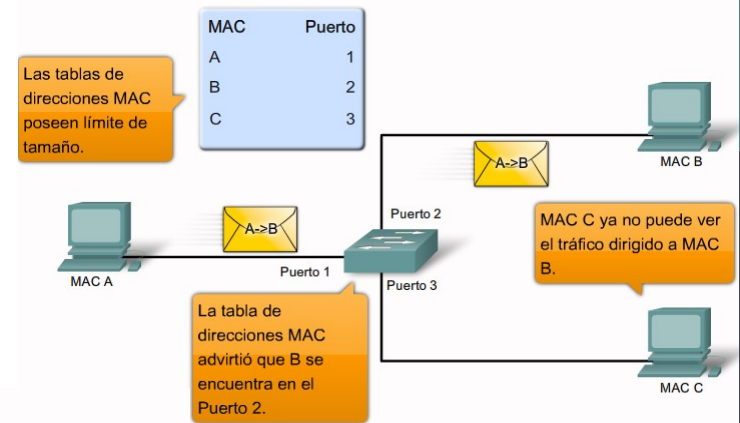 MAC Puerto
A 1
B 2
C 3
Las tablas de
direcciones MAC
poseen límite de
tamaño.
A->B
MAC B
A->B
Puerto 2
MAC C ya no puede ver
el tráfico dirigido a MAC
B.
MAC A
Puerto 1
Puerto 3
La tabla de
direcciones MAC
advirtió que B se
encuentra en el
Puerto 2.
MAC C